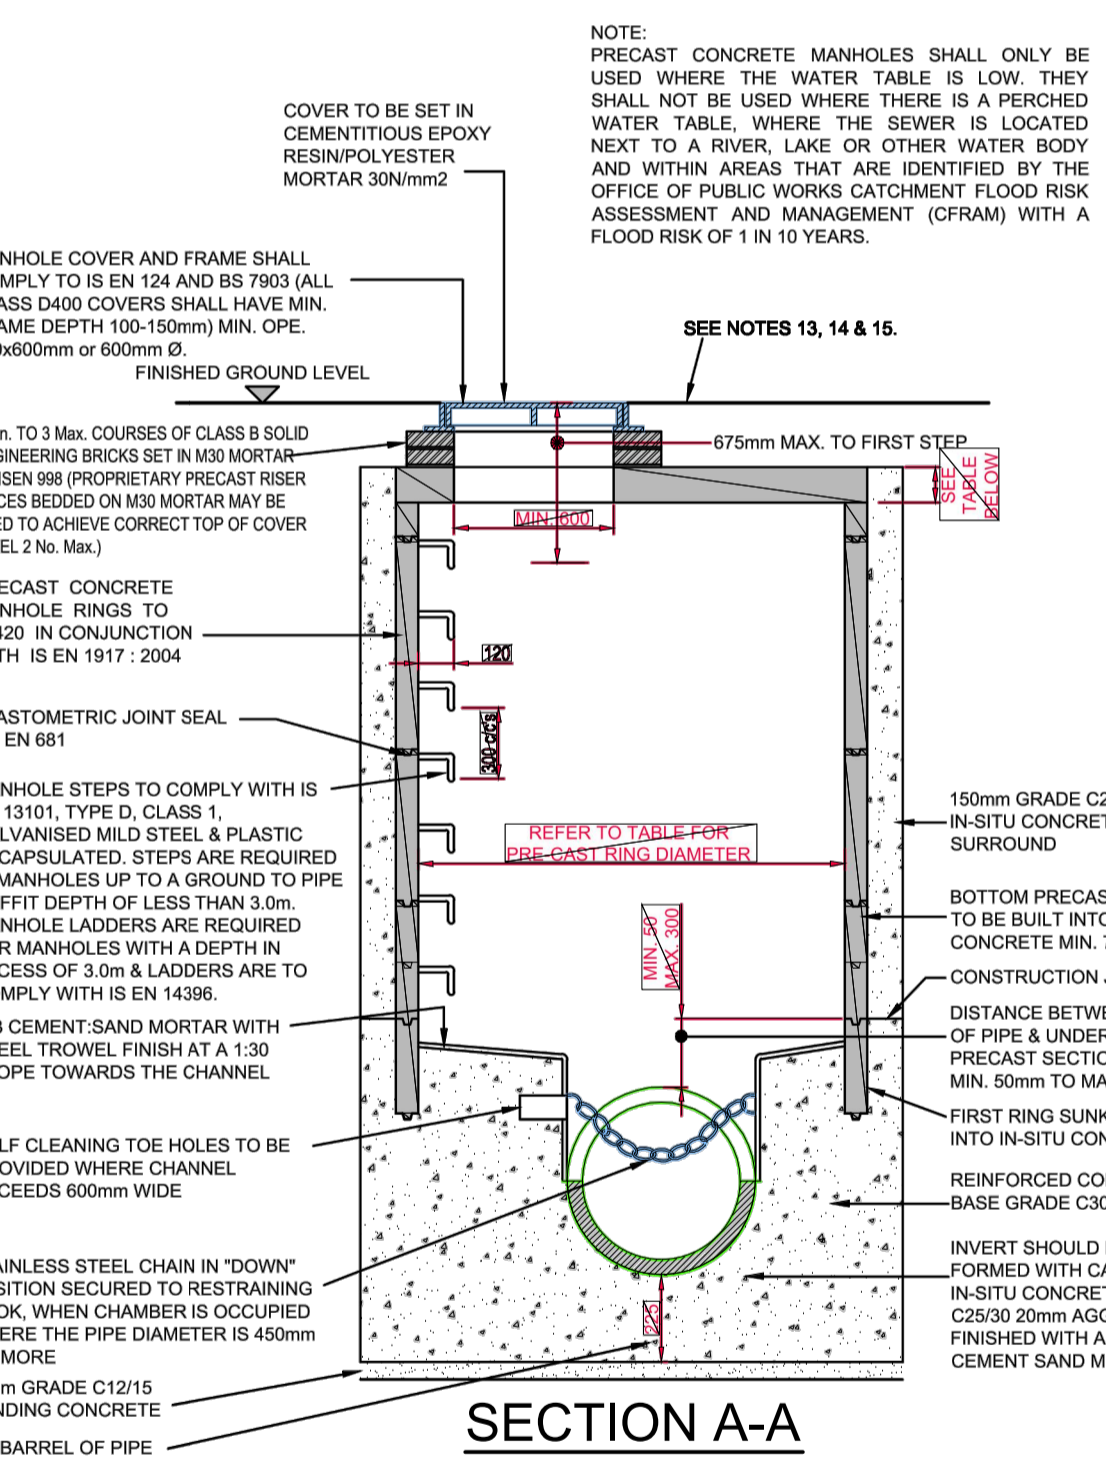 NOTE:
PRECAST CONCRETE MANHOLES SHALL ONLY BE
USED WHERE THE WATER TABLE IS LOW. THEY
SHALL NOT BE USED WHERE THERE IS A PERCHED
WATER TABLE, WHERE THE SEWER IS LOCATED
NEXT TO A RIVER, LAKE OR OTHER WATER BODY
AND WITHIN AREAS THAT ARE IDENTIFIED BY THE
OFFICE OF PUBLIC WORKS CATCHMENT FLOOD RISK
ASSESSMENT AND MANAGEMENT (CFRAM) WITH A
FLOOD RISK OF 1 IN 10 YEARS.
COVER TO BE SET IN
CEMENTITIOUS EPOXY
RESIN/POLYESTER
MORTAR 30N/mm2
NHOLE COVER AND FRAME SHALL
MPLY TO IS EN 124 AND BS 7903 (ALL
ASS D400 COVERS SHALL HAVE MIN.
AME DEPTH 100-150mm) MIN. OPE.
0x600mm or 600mm Ø.
FINISHED GROUND LEVEL
SEE NOTES 13, 14 & 15.
n. TO 3 Max. COURSES OF CLASS B SOLID
GINEERING BRICKS SET IN M30 MORTAR
ISEN 998 (PROPRIETARY PRECAST RISER
CES BEDDED ON M30 MORTAR MAY BE
ED TO ACHIEVE CORRECT TOP OF COVER
EL 2 No. Max.)
675mm MAX. TO FIRST STEP
SEE
TABLE
BELOW
MIN. 600
ECAST CONCRETE
NHOLE RINGS TO
420 IN CONJUNCTION
TH IS EN 1917 : 2004
120
ASTOMETRIC JOINT SEAL
EN 681
300 c/c's
NHOLE STEPS TO COMPLY WITH IS
13101, TYPE D, CLASS 1,
LVANISED MILD STEEL & PLASTIC
CAPSULATED. STEPS ARE REQUIRED
MANHOLES UP TO A GROUND TO PIPE
FFIT DEPTH OF LESS THAN 3.0m.
NHOLE LADDERS ARE REQUIRED
R MANHOLES WITH A DEPTH IN
CESS OF 3.0m & LADDERS ARE TO
MPLY WITH IS EN 14396.
REFER TO TABLE FOR
PRE-CAST RING DIAMETER
150mm GRADE C2
IN-SITU CONCRET
SURROUND
MIN. 50
MAX. 300
BOTTOM PRECAS
TO BE BUILT INTO
CONCRETE MIN. 7
CONSTRUCTION J
DISTANCE BETWE
OF PIPE & UNDER
PRECAST SECTIO
MIN. 50mm TO MA
FIRST RING SUNK
INTO IN-SITU CON
REINFORCED CO
BASE GRADE C30
INVERT SHOULD
FORMED WITH CA
IN-SITU CONCRET
C25/30 20mm AGG
FINISHED WITH A
CEMENT SAND M
3 CEMENT:SAND MORTAR WITH
EEL TROWEL FINISH AT A 1:30
OPE TOWARDS THE CHANNEL
LF CLEANING TOE HOLES TO BE
OVIDED WHERE CHANNEL
CEEDS 600mm WIDE
AINLESS STEEL CHAIN IN "DOWN"
SITION SECURED TO RESTRAINING
OK, WHEN CHAMBER IS OCCUPIED
ERE THE PIPE DIAMETER IS 450mm
MORE
225
m GRADE C12/15
NDING CONCRETE
BARREL OF PIPE
SECTION A-A